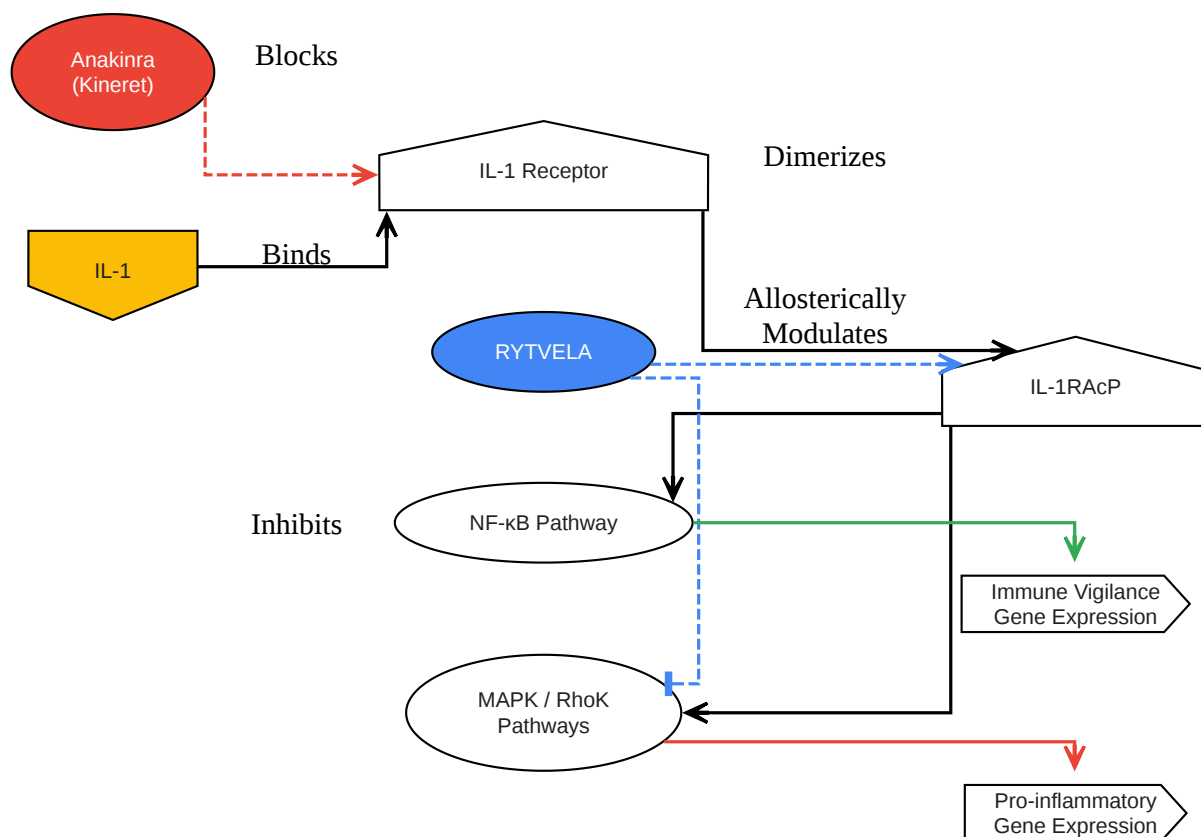 Anakinra
(Kineret)
Blocks
IL-1 Receptor
Dimerizes
Binds
IL-1
Allosterically
Modulates
RYTVELA
IL-1RAcP
NF-κB Pathway
Inhibits
Immune Vigilance
Gene Expression
MAPK / RhoK
Pathways
Pro-inflammatory
Gene Expression